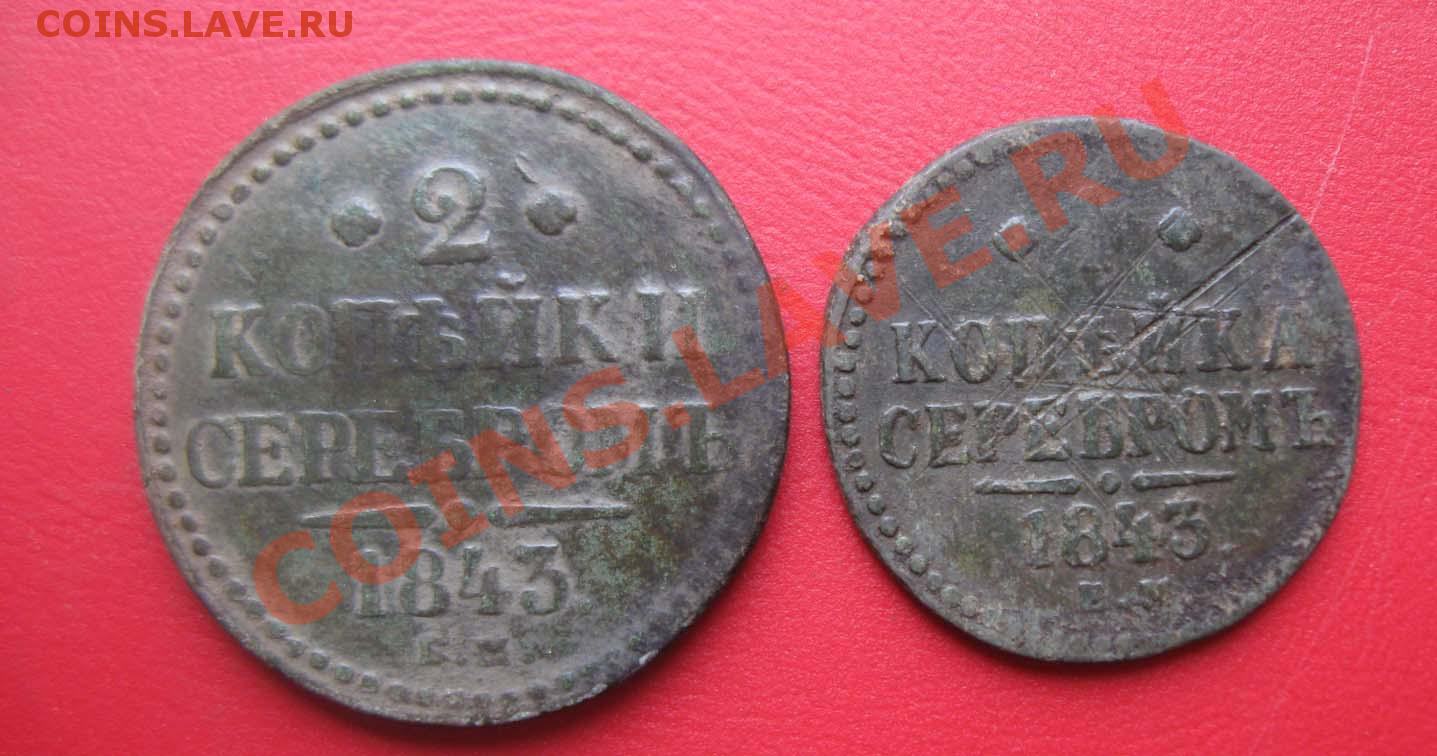 COINS.LAVE.RU
COINS.LAVE.RU
2
КОПѢЙКИ
СЕРЕБРОМЪ
1843
Е.М.
КОПѢЙКА
СЕРЕБРОМЪ
1843
Е.М